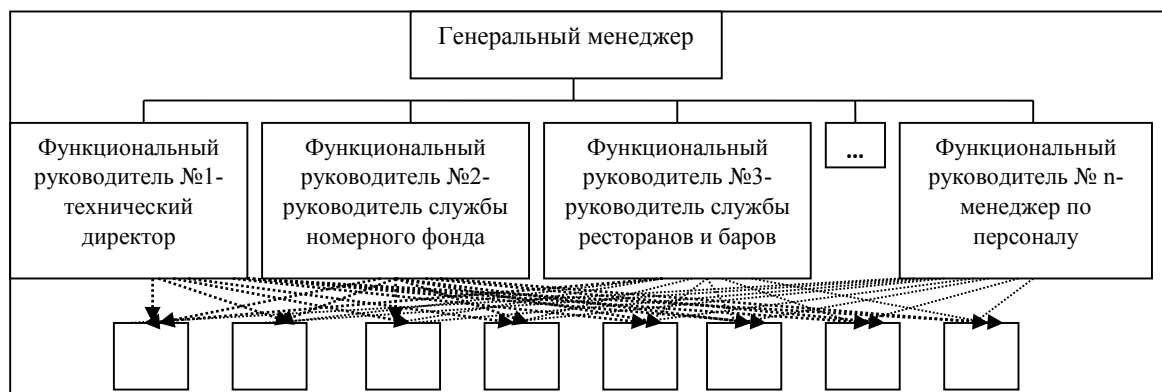 Генеральный менеджер
Функциональный
руководитель №1-
технический
директор
Функциональный
руководитель №2-
руководитель службы
номерного фонда
Функциональный
руководитель №3-
руководитель службы
ресторанов и баров
...
Функциональный
руководитель № n-
менеджер по
персоналу